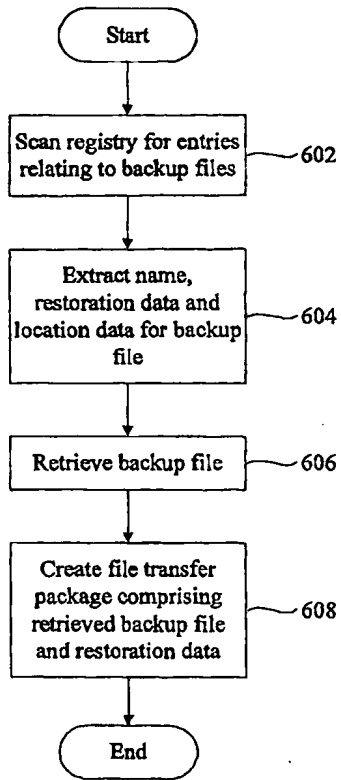 Start
Scan registry for entries
relating to backup files
602
Extract name,
restoration data and
location data for backup
file
604
Retrieve backup file
606
Create file transfer
package comprising
retrieved backup file
and restoration data
608
End